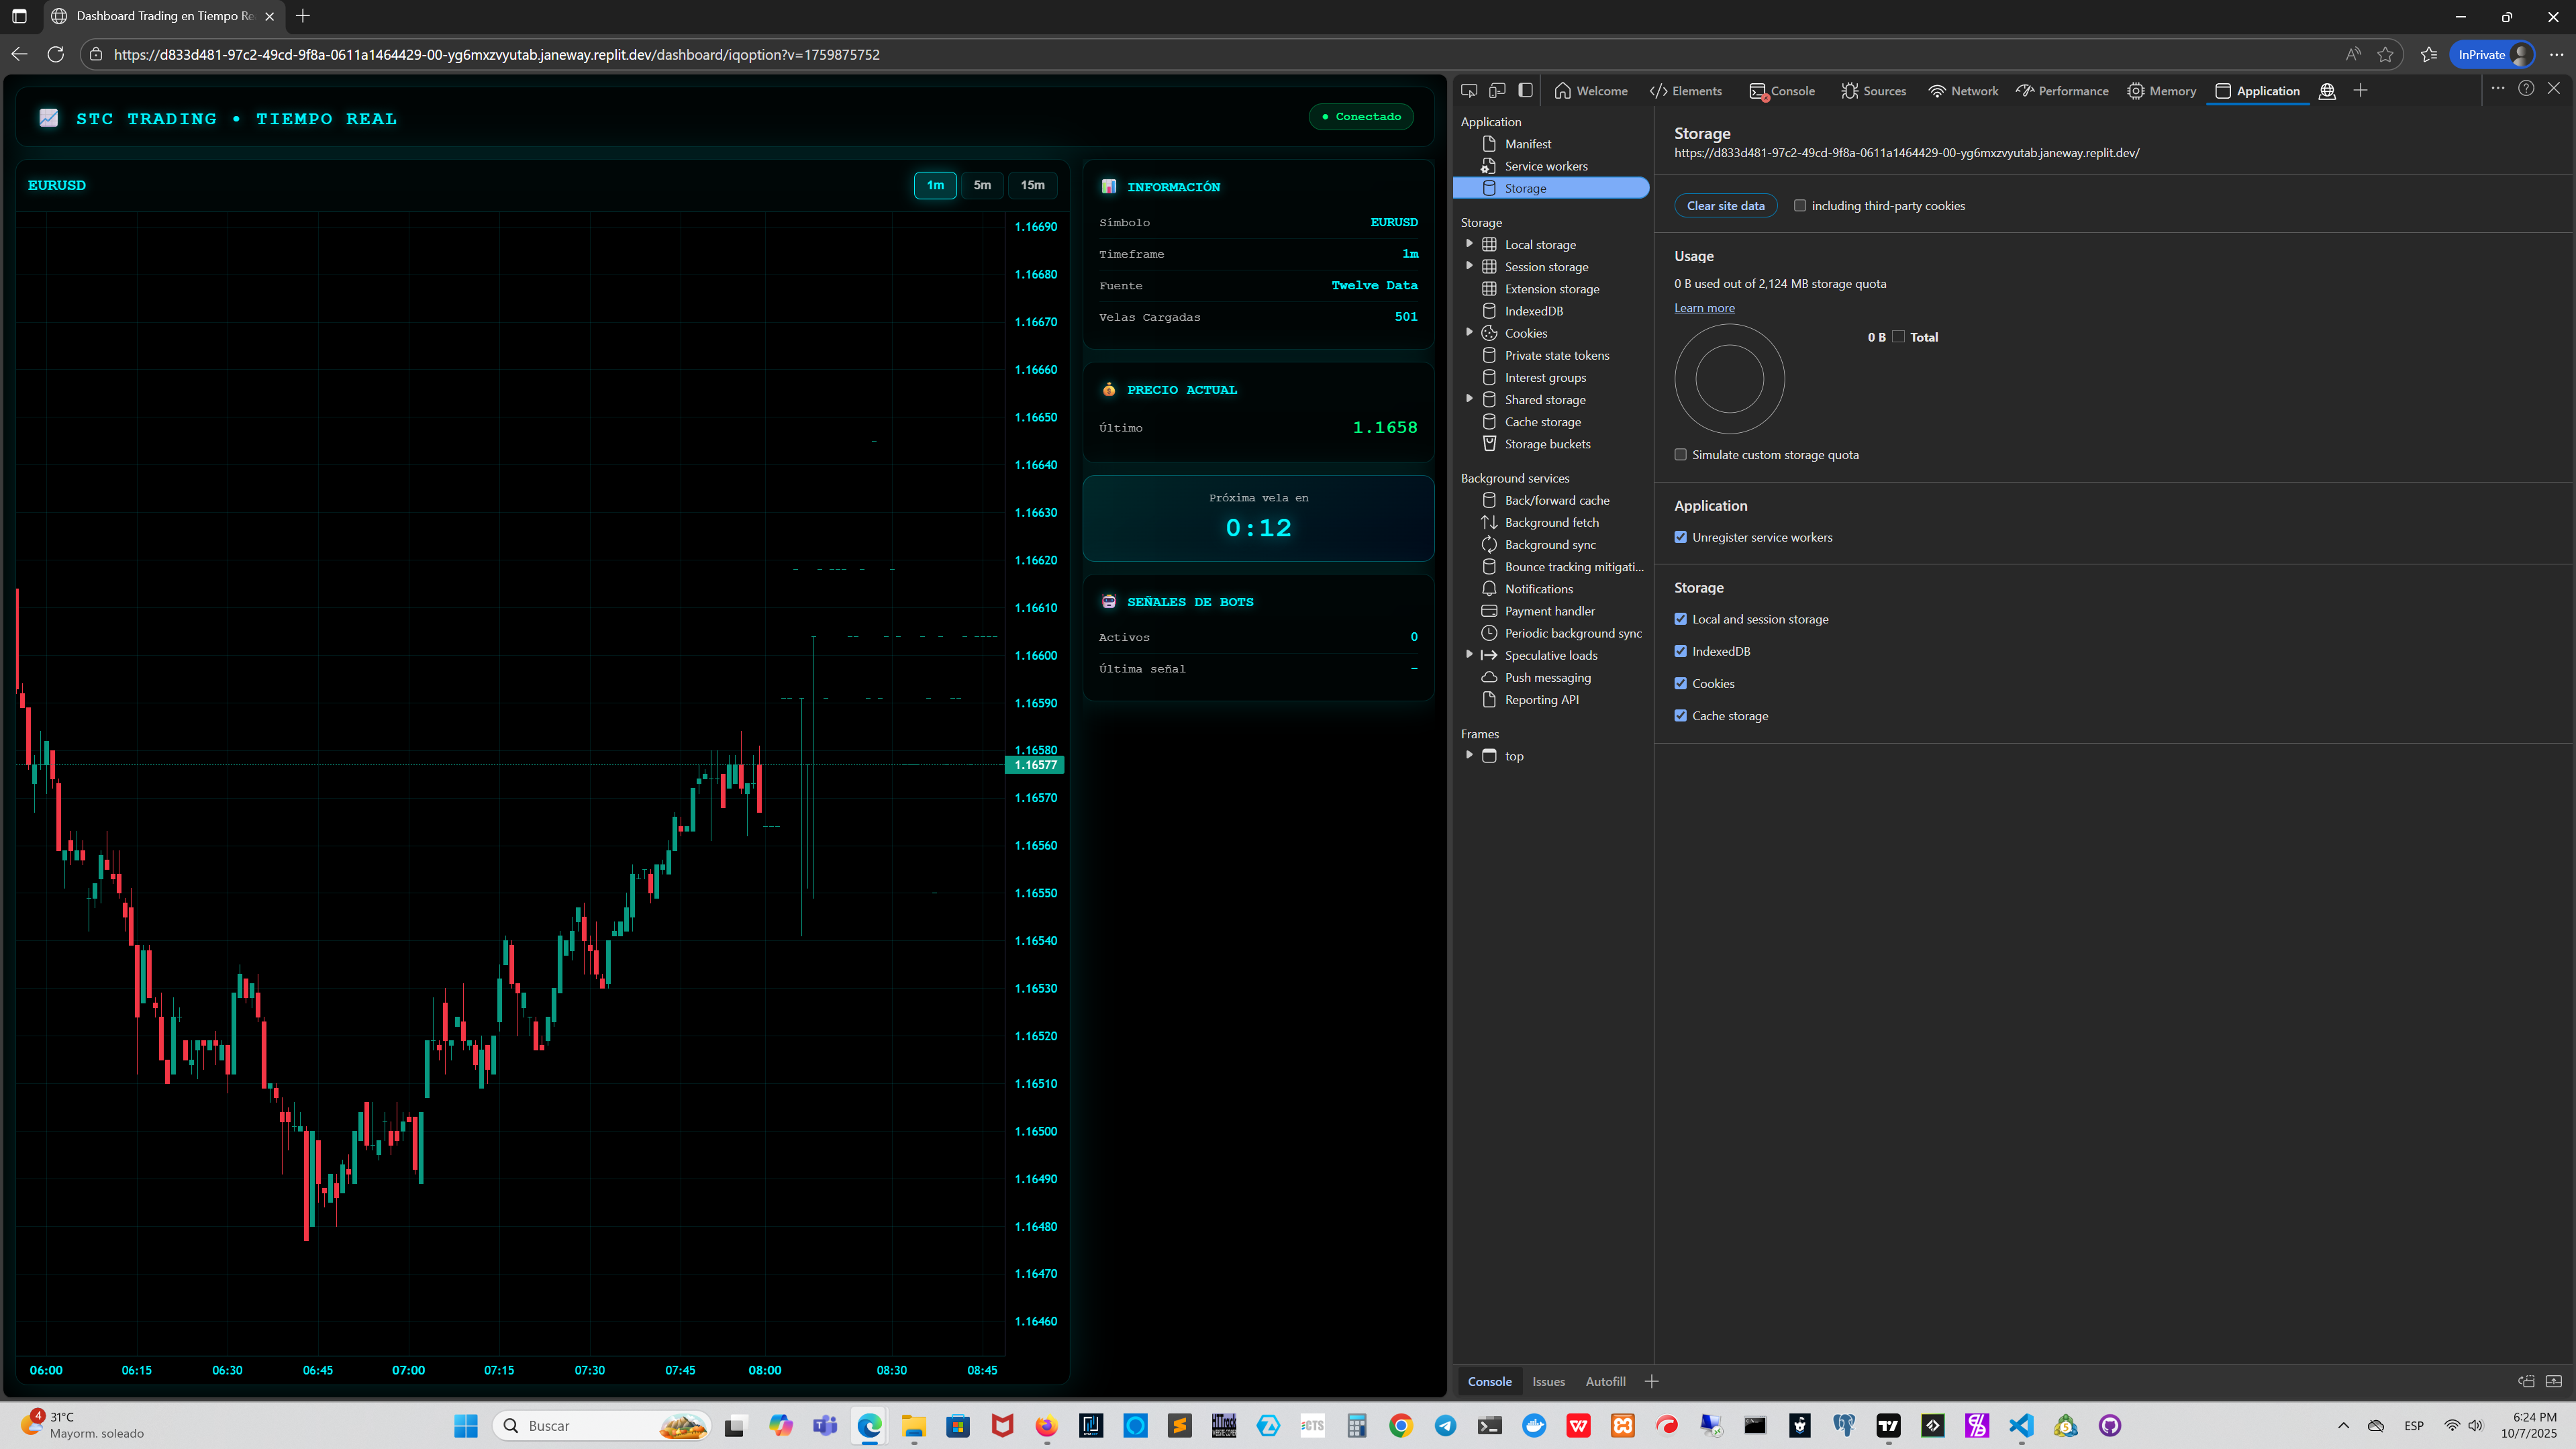 Dashboard Trading en Tiempo Re
https://d833d481-97c2-49cd-9f8a-0611a1464429-00-yg6mxzvyutab.janeway.replit.dev/dashboard/iqoption?v=1759875752
InPrivate
STC TRADING • TIEMPO REAL
● Conectado
EURUSD
1m 5m 15m
1.16690
1.16680
1.16670
1.16660
1.16650
1.16640
1.16630
1.16620
1.16610
1.16600
1.16590
1.16580
1.16577
1.16570
1.16560
1.16550
1.16540
1.16530
1.16520
1.16510
1.16500
1.16490
1.16480
1.16470
1.16460
06:00 06:15 06:30 06:45 07:00 07:15 07:30 07:45 08:00 08:30 08:45
INFORMACIÓN
Símbolo EURUSD
Timeframe 1m
Fuente Twelve Data
Velas Cargadas 501
PRECIO ACTUAL
Último 1.1658
Próxima vela en
0:12
SEÑALES DE BOTS
Activos 0
Última señal -
Welcome Elements Console Sources Network Performance Memory Application
Application
Manifest
Service workers
Storage
Storage
Local storage
Session storage
Extension storage
IndexedDB
Cookies
Private state tokens
Interest groups
Shared storage
Cache storage
Storage buckets
Background services
Back/forward cache
Background fetch
Background sync
Bounce tracking mitigati...
Notifications
Payment handler
Periodic background sync
Speculative loads
Push messaging
Reporting API
Frames
top
Storage
https://d833d481-97c2-49cd-9f8a-0611a1464429-00-yg6mxzvyutab.janeway.replit.dev/
Clear site data including third-party cookies
Usage
0 B used out of 2,124 MB storage quota
Learn more
0 B Total
Simulate custom storage quota
Application
Unregister service workers
Storage
Local and session storage
IndexedDB
Cookies
Cache storage
Console Issues Autofill
4
31°C
Mayorm. soleado
Buscar
ESP
6:24 PM
10/7/2025